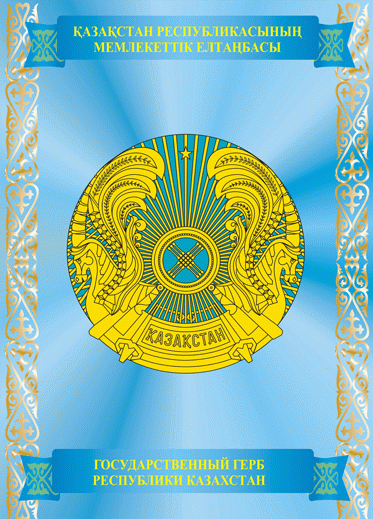 ҚАЗАҚСТАН РЕСПУБЛИКАСЫНЫҢ
МЕМЛЕКЕТТІК ЕЛТАҢБАСЫ
ҚАЗАҚСТАН
ГОСУДАРСТВЕННЫЙ ГЕРБ
РЕСПУБЛИКИ КАЗАХСТАН